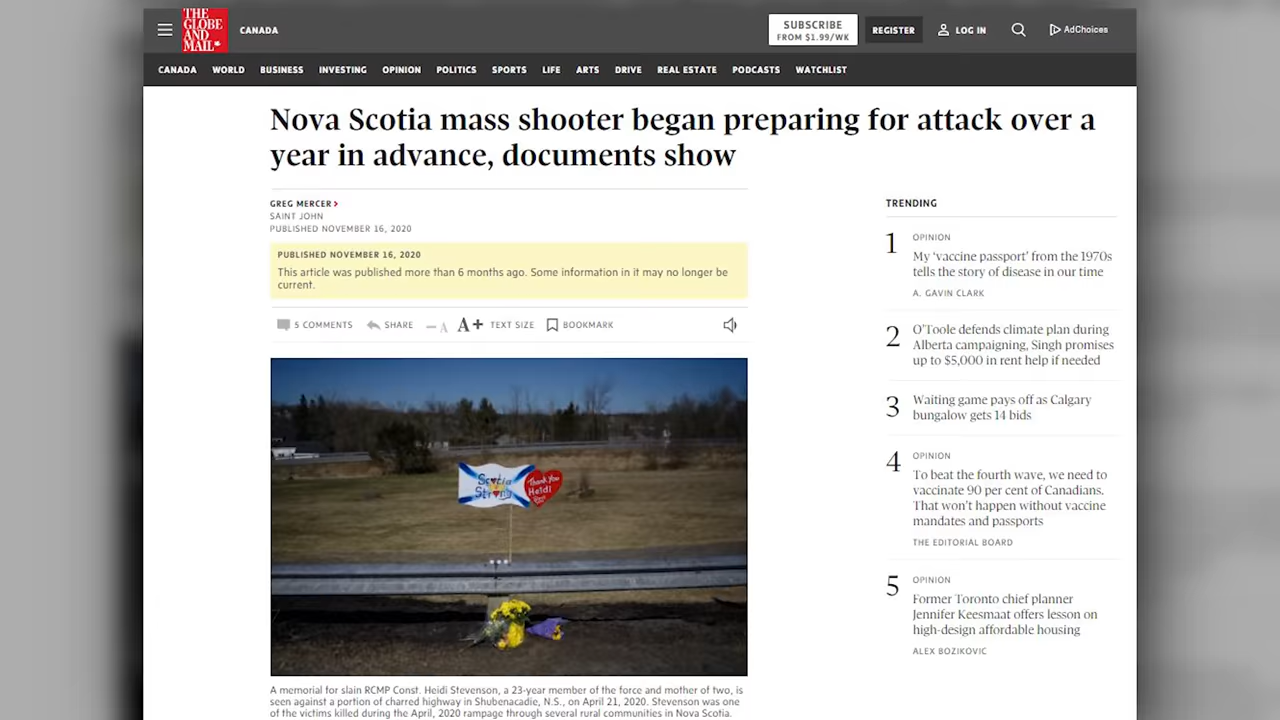 THE
GLOBE
AND
MAIL
CANADA
SUBSCRIBE
FROM $1.99/WK
REGISTER
LOG IN
AdChoices
CANADA WORLD BUSINESS INVESTING OPINION POLITICS SPORTS LIFE ARTS DRIVE REAL ESTATE PODCASTS WATCHLIST
Nova Scotia mass shooter began preparing for attack over a
year in advance, documents show
GREG MERCER >
SAINT JOHN
PUBLISHED NOVEMBER 16, 2020
PUBLISHED NOVEMBER 16, 2020
This article was published more than 6 months ago. Some information in it may no longer be
current.
5 COMMENTS SHARE — A A+ TEXT SIZE BOOKMARK
Scotia
Strong
Thank You
Heidi
A memorial for slain RCMP Const. Heidi Stevenson, a 23-year member of the force and mother of two, is
seen against a portion of charred highway in Shubenacadie, N.S., on April 21, 2020. Stevenson was one
of the victims killed during the April, 2020 rampage through several rural communities in Nova Scotia.
TRENDING
1
OPINION
My ‘vaccine passport’ from the 1970s
tells the story of disease in our time
A. GAVIN CLARK
2
O’Toole defends climate plan during
Alberta campaigning, Singh promises
up to $5,000 in rent help if needed
3
Waiting game pays off as Calgary
bungalow gets 14 bids
4
OPINION
To beat the fourth wave, we need to
vaccinate 90 per cent of Canadians.
That won’t happen without vaccine
mandates and passports
THE EDITORIAL BOARD
5
OPINION
Former Toronto chief planner
Jennifer Keesmaat offers lesson on
high-design affordable housing
ALEX BOZIKOVIC